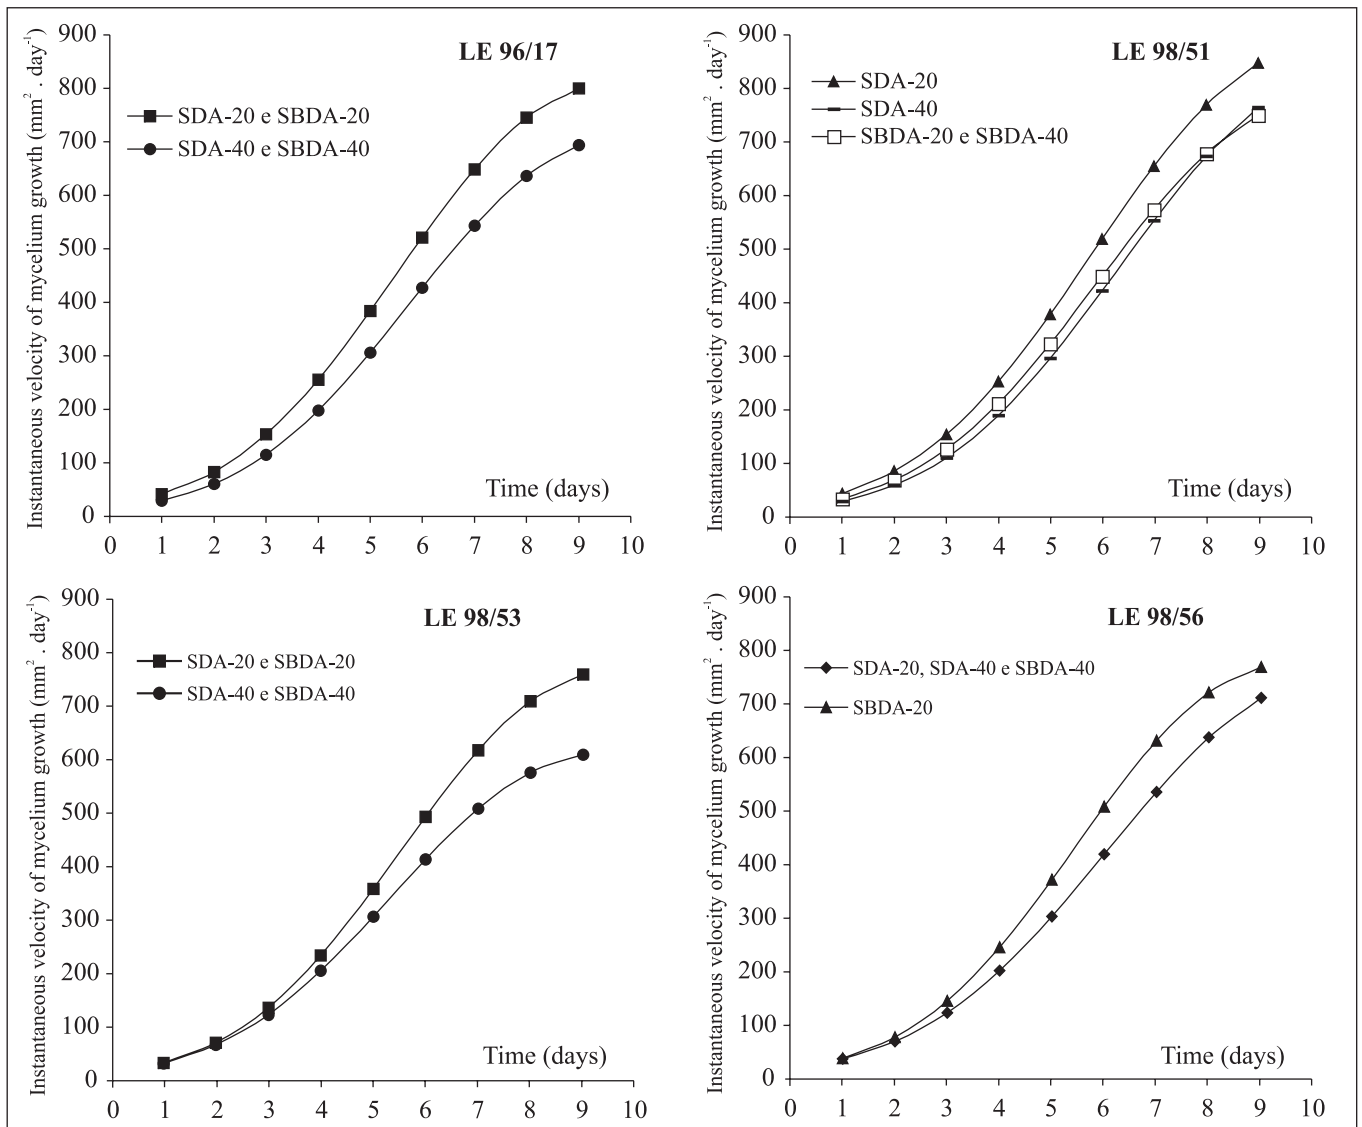 Instantaneous velocity of mycelium growth (mm² . day⁻¹)
900
800
700
600
500
400
300
200
100
0
LE 96/17
SDA-20 e SBDA-20
SDA-40 e SBDA-40
Time (days)
0 1 2 3 4 5 6 7 8 9 10
Instantaneous velocity of mycelium growth (mm² . day⁻¹)
900
800
700
600
500
400
300
200
100
0
LE 98/51
SDA-20
SDA-40
SBDA-20 e SBDA-40
Time (days)
0 1 2 3 4 5 6 7 8 9 10
Instantaneous velocity of mycelium growth (mm² . day⁻¹)
900
800
700
600
500
400
300
200
100
0
LE 98/53
SDA-20 e SBDA-20
SDA-40 e SBDA-40
Time (days)
0 1 2 3 4 5 6 7 8 9 10
Instantaneous velocity of mycelium growth (mm² . day⁻¹)
900
800
700
600
500
400
300
200
100
0
LE 98/56
SDA-20, SDA-40 e SBDA-40
SBDA-20
Time (days)
0 1 2 3 4 5 6 7 8 9 10